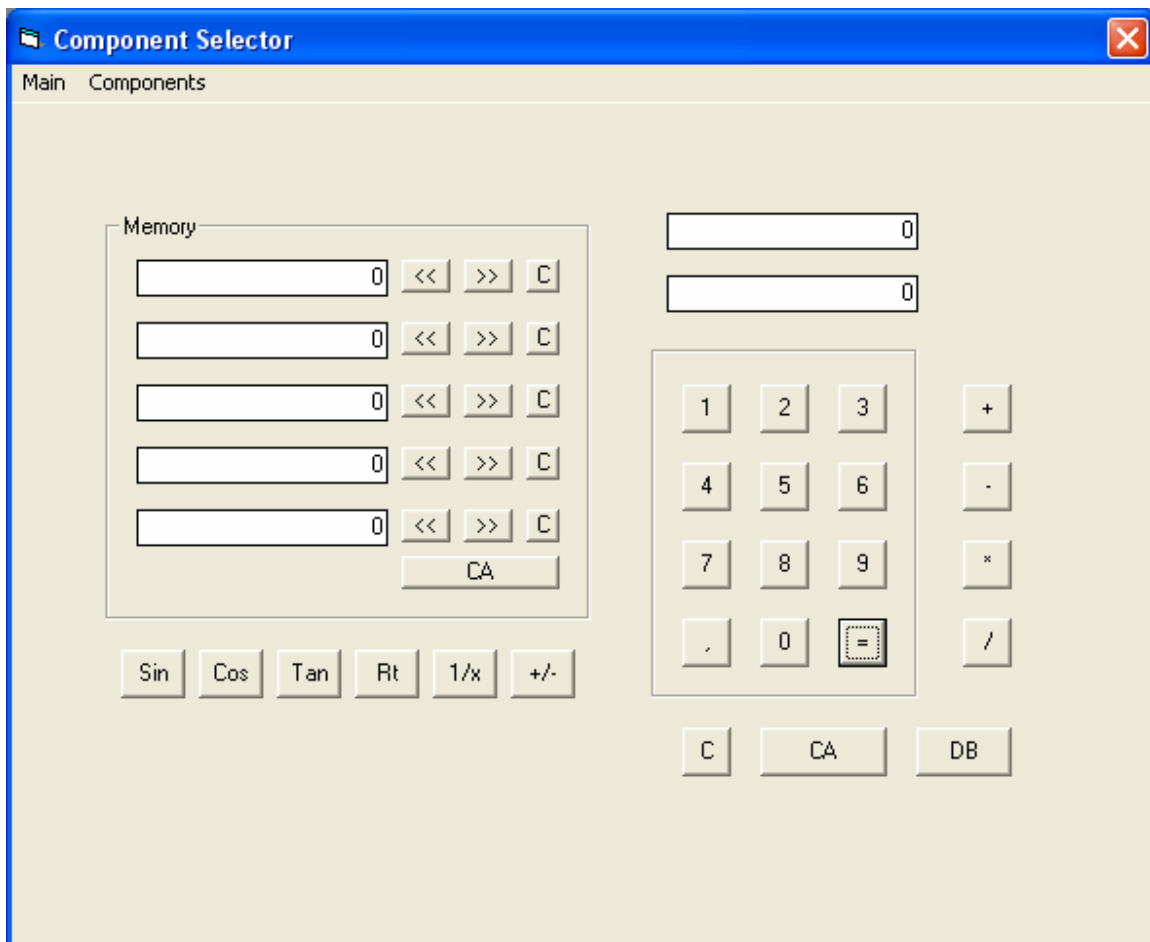 Component Selector
Main Components
Memory
0 << >> C
0 << >> C
0 << >> C
0 << >> C
0 << >> C
CA
Sin Cos Tan Rt 1/x +/-
0
0
1 2 3 +
4 5 6 -
7 8 9 *
, 0 = /
C CA DB